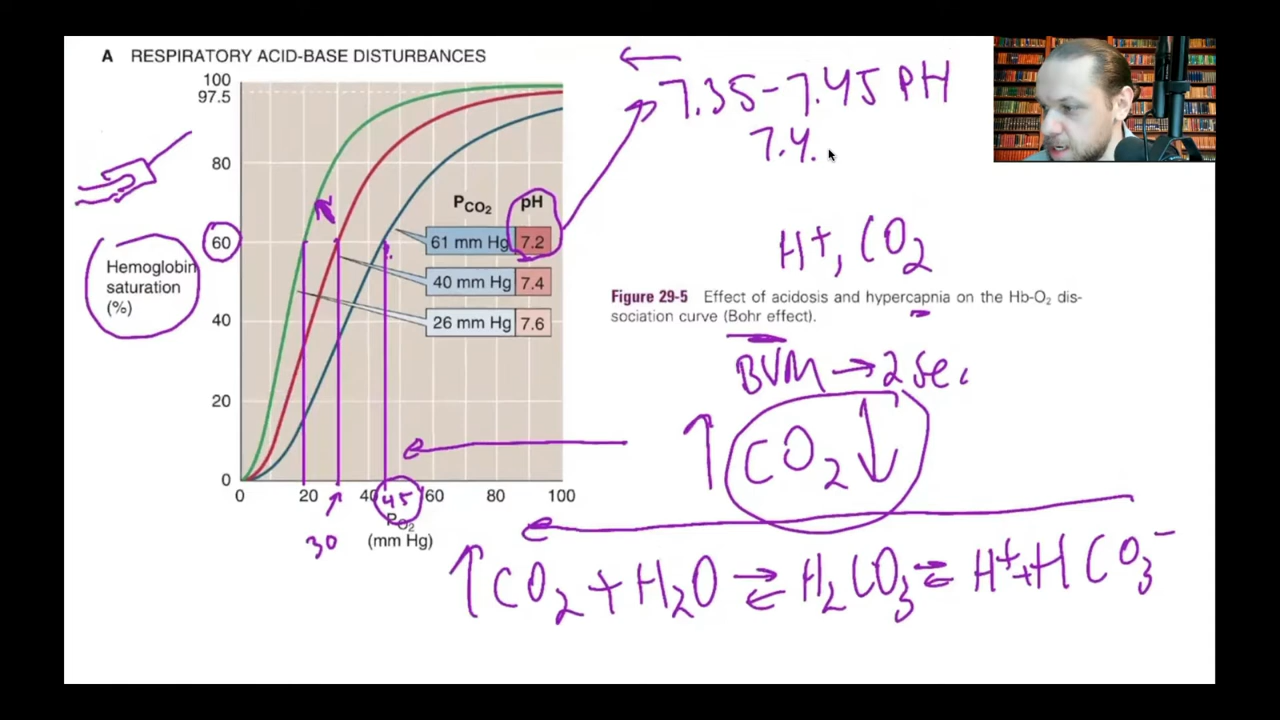 A RESPIRATORY ACID-BASE DISTURBANCES
7.35-7.45 PH
7.4.
100
97.5
80
60
40
20
0
Hemoglobin
saturation
(%)
PCO2 pH
61 mm Hg 7.2
40 mm Hg 7.4
26 mm Hg 7.6
0 20 40 60 80 100
45
30
PO2
(mm Hg)
H+, CO2
Figure 29-5 Effect of acidosis and hypercapnia on the Hb-O2 dis-
sociation curve (Bohr effect).
BVM → 2 Sec
↑ CO2 ↓
↑CO2 + H2O ⇌ H2CO3 ⇌ H+ + HCO3-